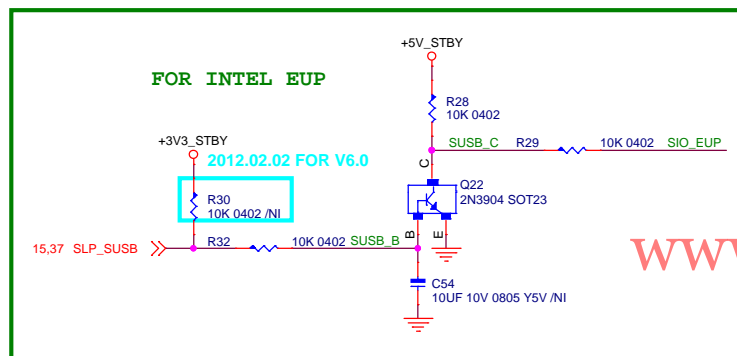 +5V_STBY
FOR INTEL EUP
R28
10K 0402
+3V3_STBY
2012.02.02 FOR V6.0
SUSB_C R29 10K 0402 SIO_EUP
C
Q22
2N3904 SOT23
R30
10K 0402 /NI
B E
15,37 SLP_SUSB R32 10K 0402 SUSB_B
www
C54
10UF 10V 0805 Y5V /NI